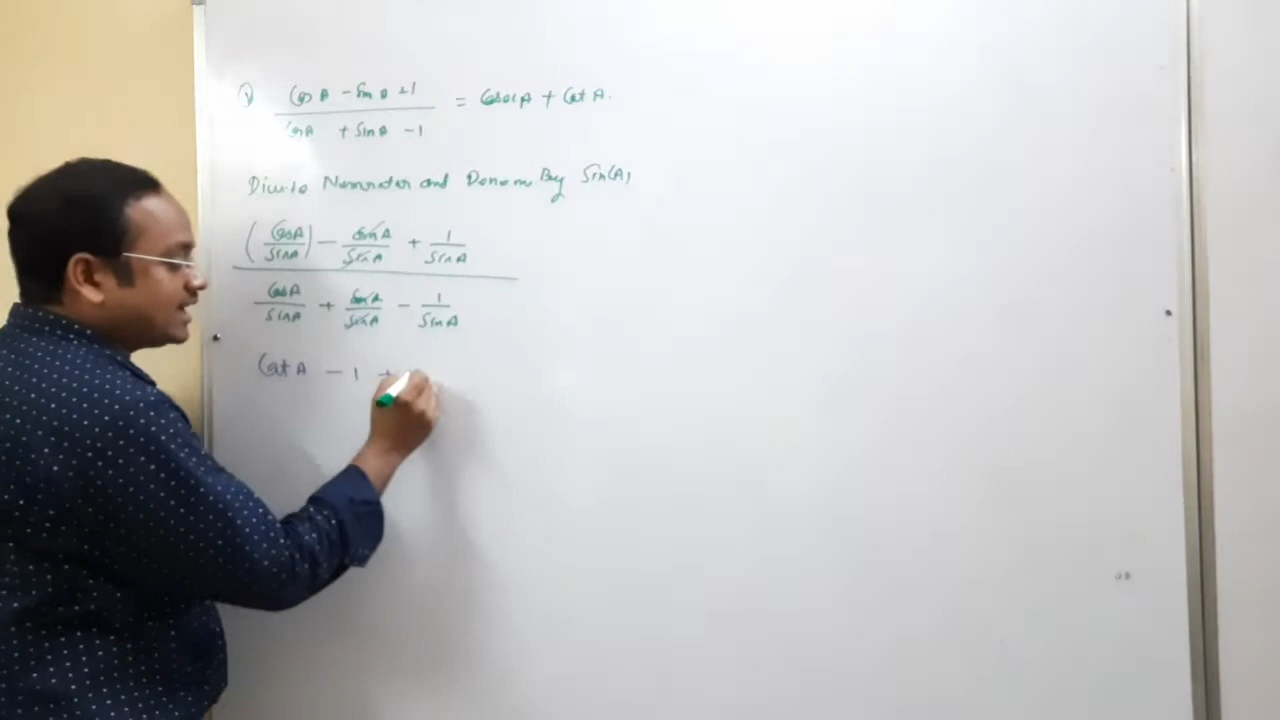 1) Cos A - Sin A + 1 / Cos A + Sin A - 1 = Cosec A + Cot A.
Divide Numerator and Denom By Sin(A),
(Cos A / Sin A) - Sin A / Sin A + 1 / Sin A
Cos A / Sin A + Sin A / Sin A - 1 / Sin A
Cot A - 1 +